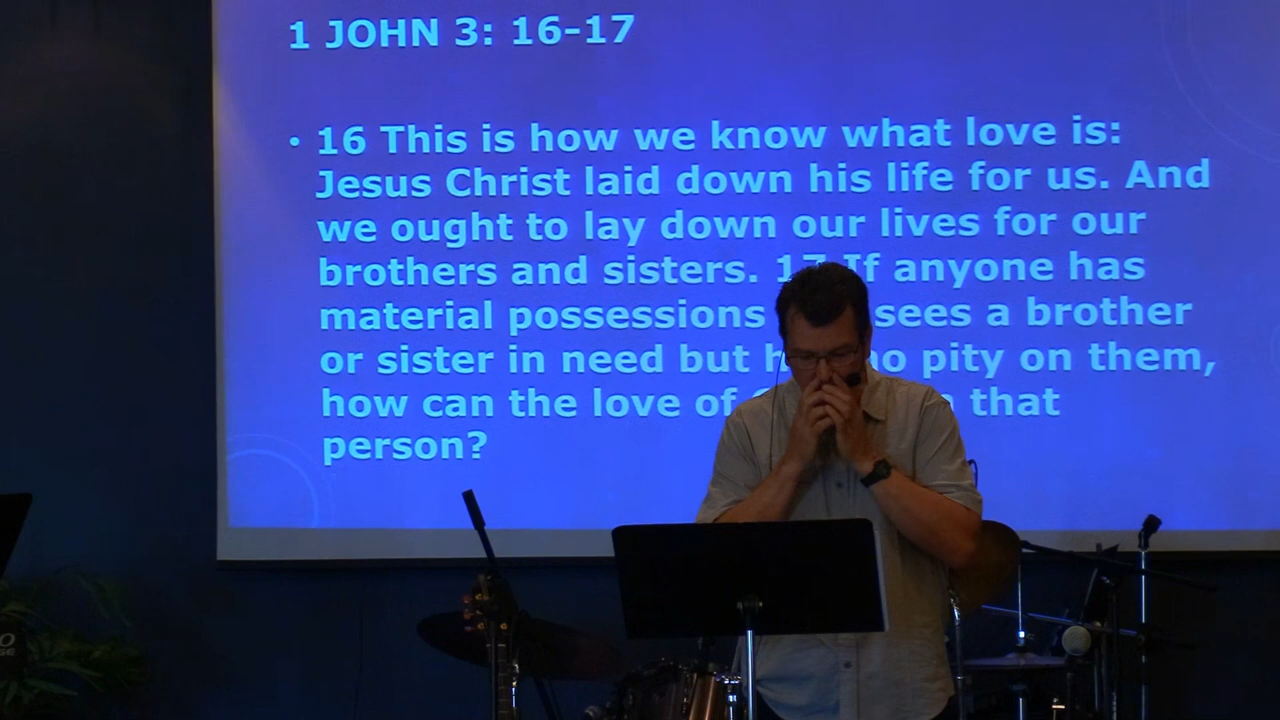 1 JOHN 3: 16-17
• 16 This is how we know what love is:
Jesus Christ laid down his life for us. And
we ought to lay down our lives for our
brothers and sisters. 17 If anyone has
material possessions sees a brother
or sister in need but no pity on them,
how can the love of that
person?